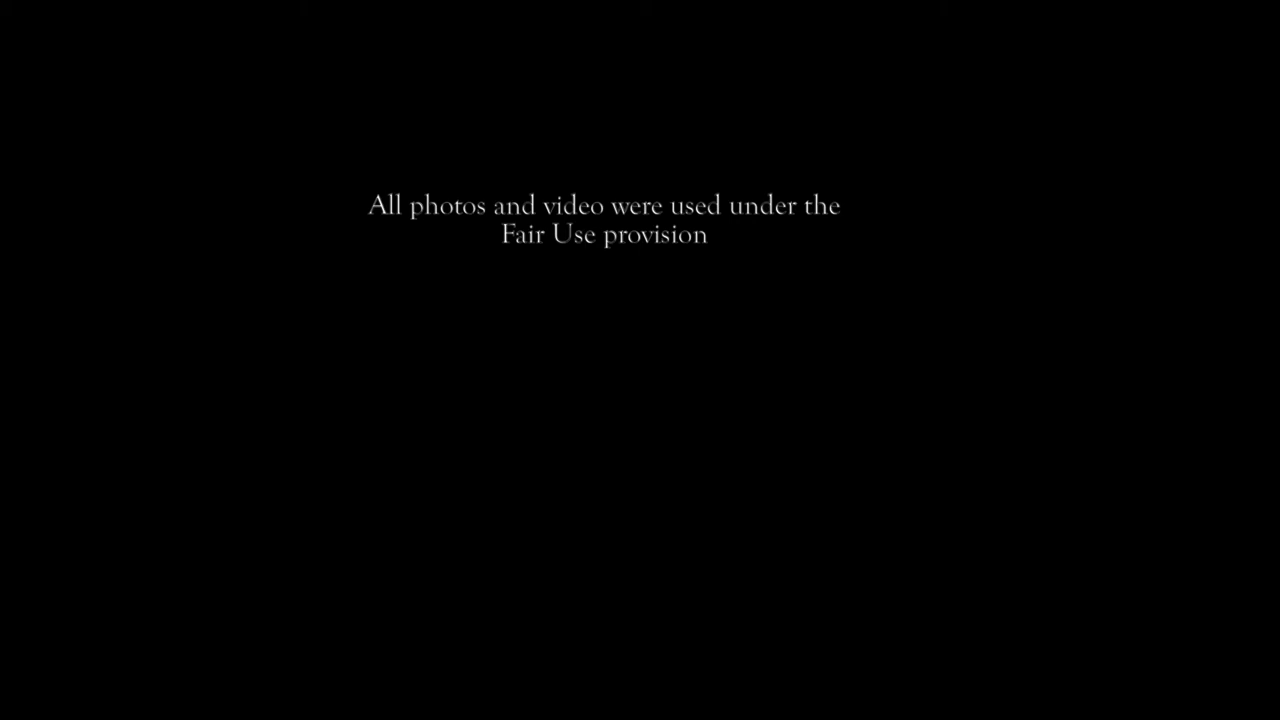 All photos and video were used under the
Fair Use provision